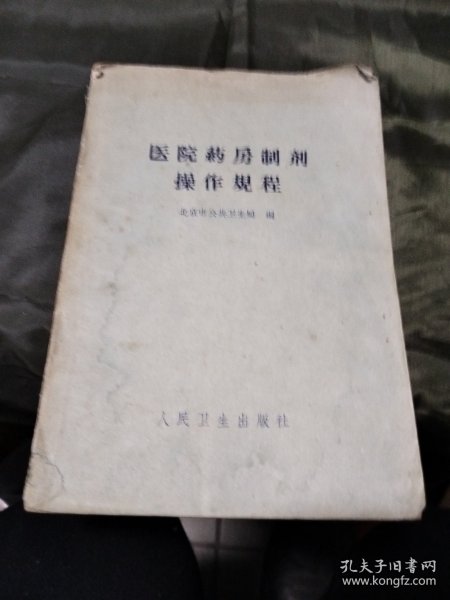 医院药房制剂
操作规程
北京市公共卫生局 编
人民卫生出版社
孔夫子旧书网
www.kongfz.com